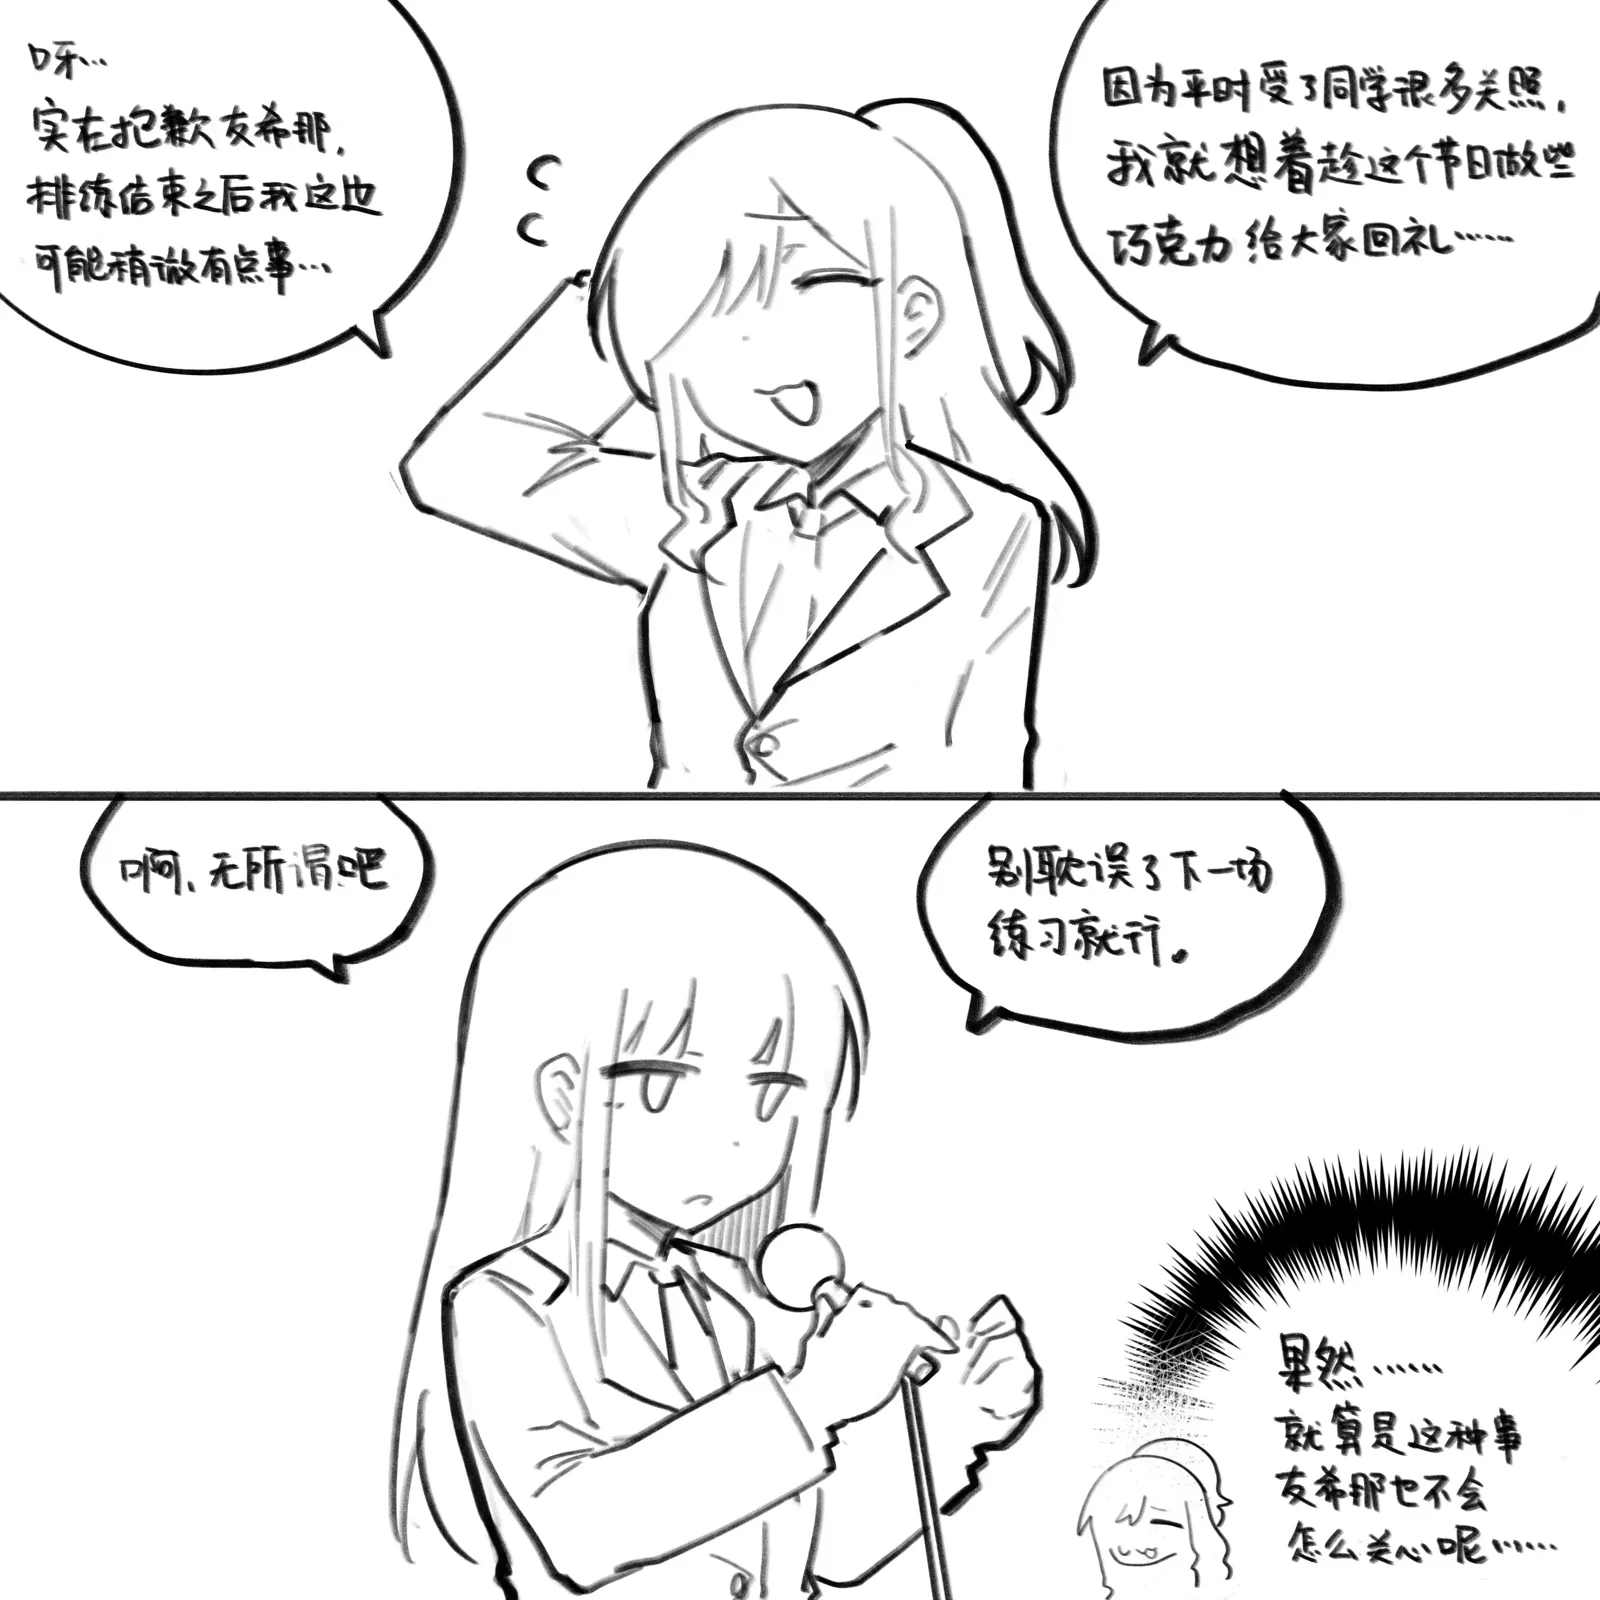 呀…
实在抱歉友希那，
排练结束之后我这边
可能稍微有点事…
因为平时受了同学很多关照，
我就想着趁这个节日做些
巧克力给大家回礼……
啊、无所谓吧
别耽误了下一场
练习就行。
果然……
就算是这种事
友希那也不会
怎么关心呢……